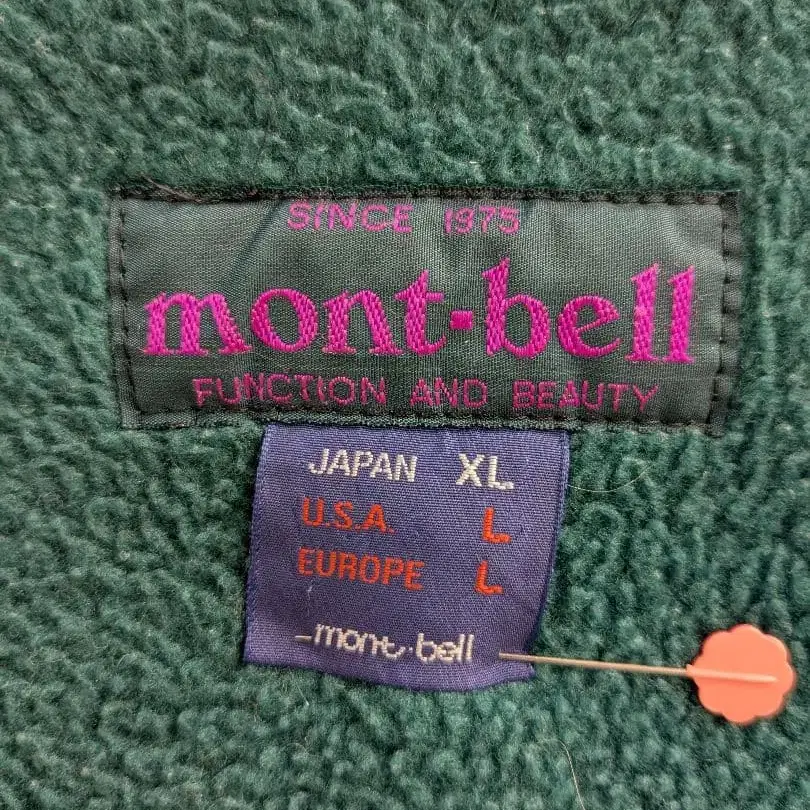 SINCE 1975
mont-bell
FUNCTION AND BEAUTY
JAPAN XL
U.S.A. L
EUROPE L
mont-bell